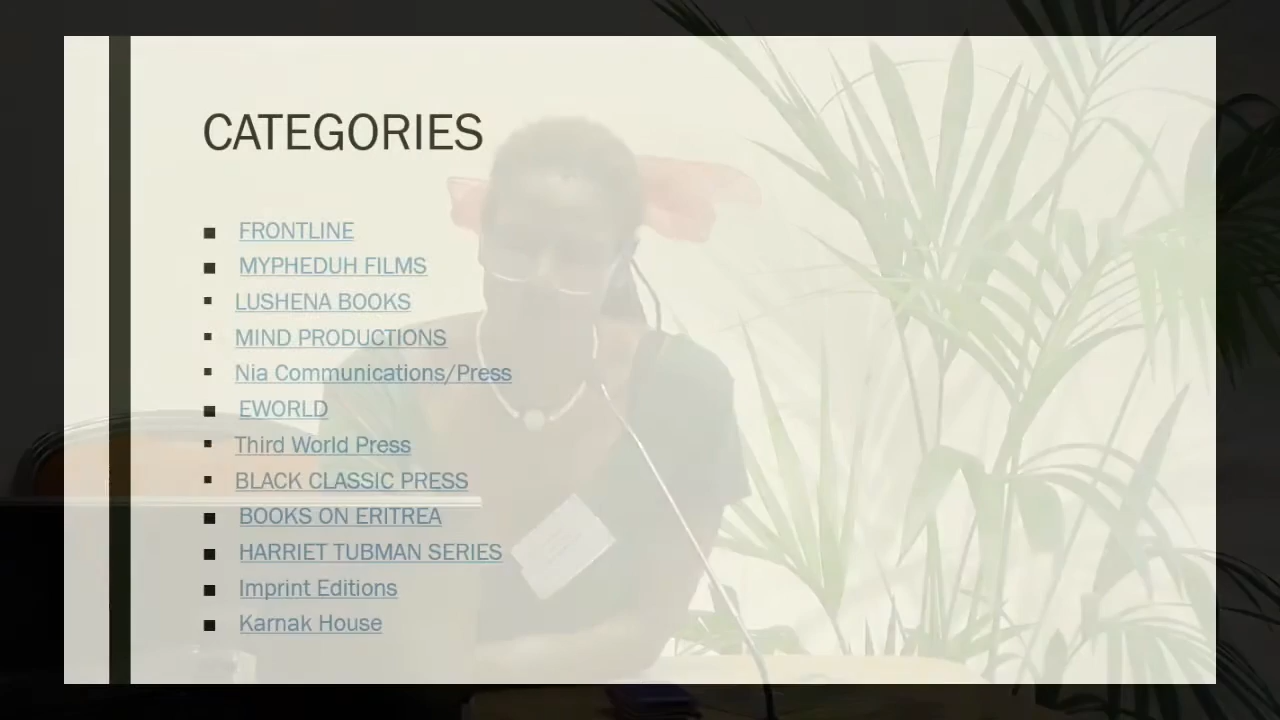 CATEGORIES
FRONTLINE
MYPHEDUH FILMS
LUSHENA BOOKS
MIND PRODUCTIONS
Nia Communications/Press
EWORLD
Third World Press
BLACK CLASSIC PRESS
BOOKS ON ERITREA
HARRIET TUBMAN SERIES
Imprint Editions
Karnak House